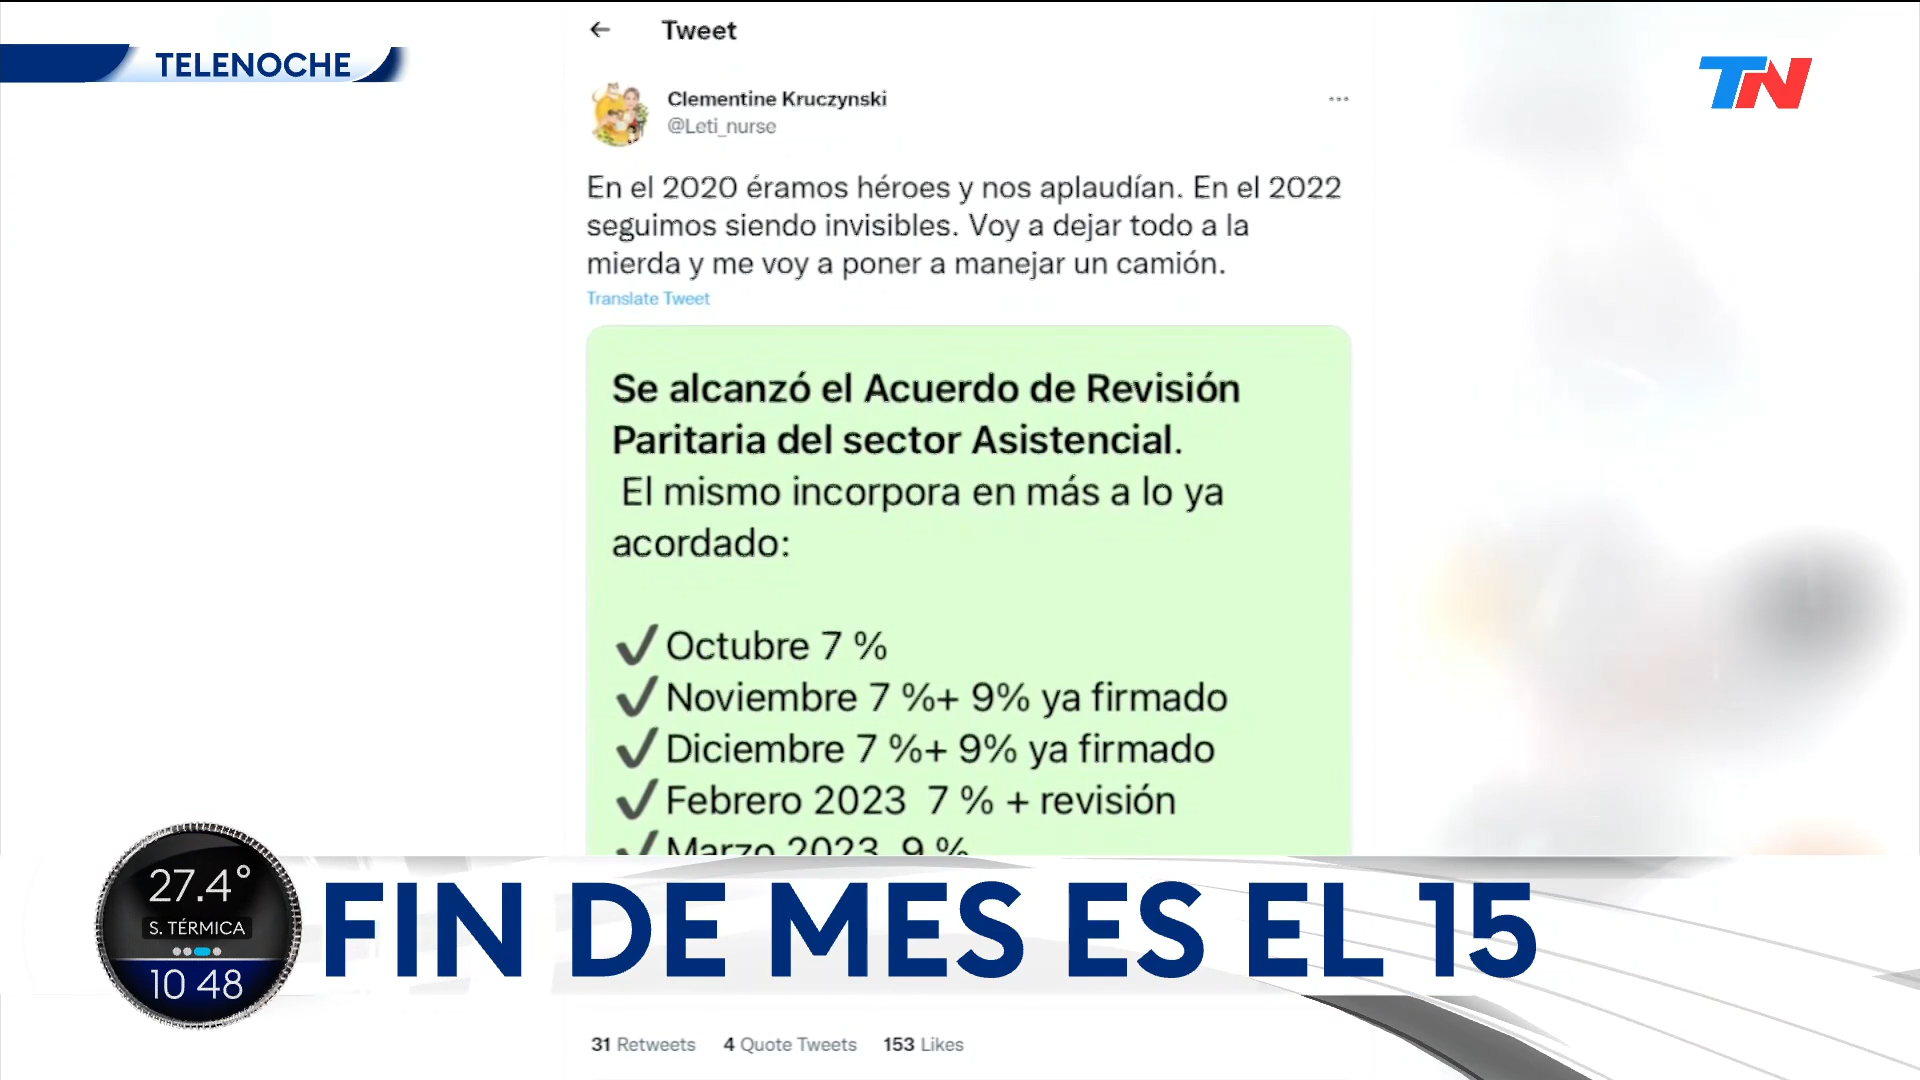 Tweet
TELENOCHE
TN
Clementine Kruczynski
@Leti_nurse
En el 2020 éramos héroes y nos aplaudían. En el 2022
seguimos siendo invisibles. Voy a dejar todo a la
mierda y me voy a poner a manejar un camión.
Translate Tweet
Se alcanzó el Acuerdo de Revisión
Paritaria del sector Asistencial.
El mismo incorpora en más a lo ya
acordado:
✔Octubre 7 %
✔Noviembre 7 %+ 9% ya firmado
✔Diciembre 7 %+ 9% ya firmado
✔Febrero 2023 7 % + revisión
✔Marzo 2023 9 %
27.4°
S. TÉRMICA
10 48
FIN DE MES ES EL 15
31 Retweets 4 Quote Tweets 153 Likes